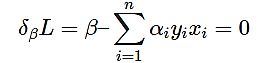 δ_β L = β – ∑_{i=1}^{n} α_i y_i x_i = 0